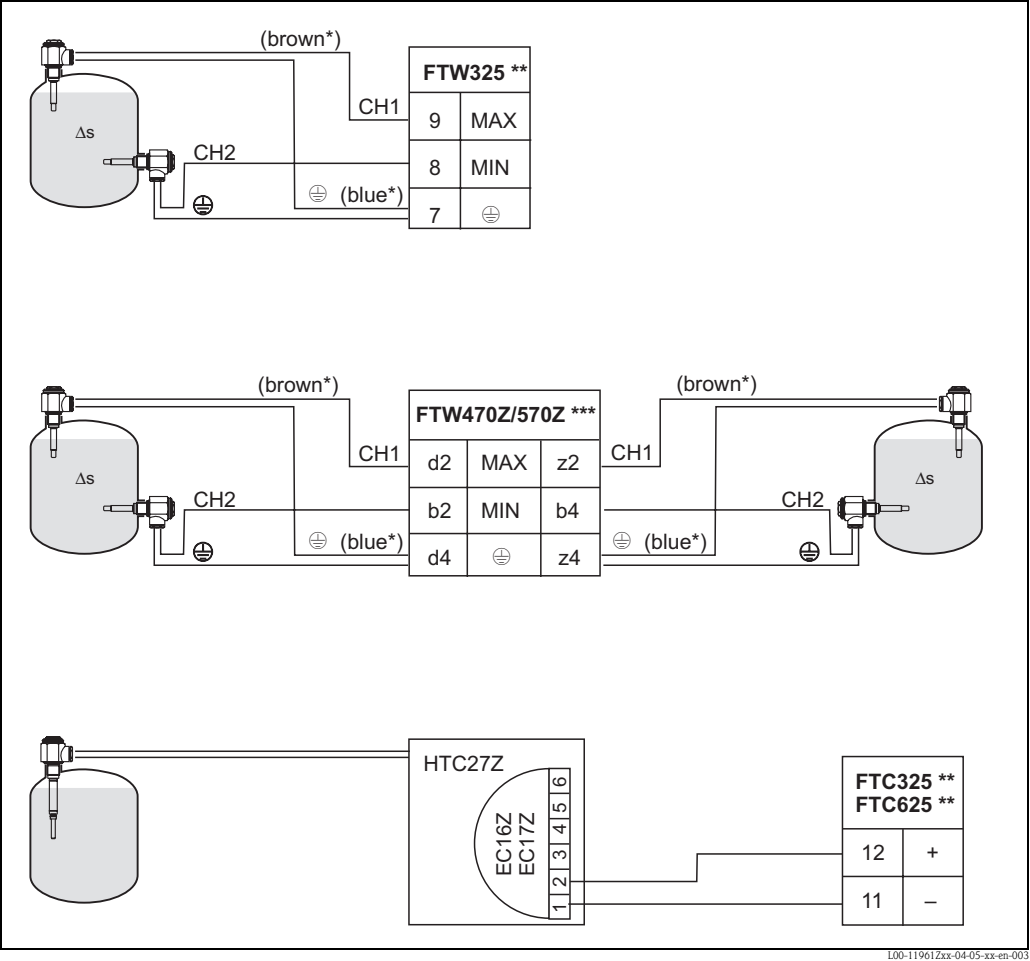 (brown*)
FTW325 **
CH1
9 MAX
Δs
CH2
8 MIN
(blue*)
7
(brown*)
(brown*)
FTW470Z/570Z ***
CH1
d2 MAX z2
CH1
Δs
Δs
CH2
b2 MIN b4
CH2
(blue*)
d4 z4
(blue*)
HTC27Z
EC16Z
EC17Z
6
5
4
3
2
1
FTC325 **
FTC625 **
12 +
11 –
L00-11961Zxx-04-05-xx-en-003